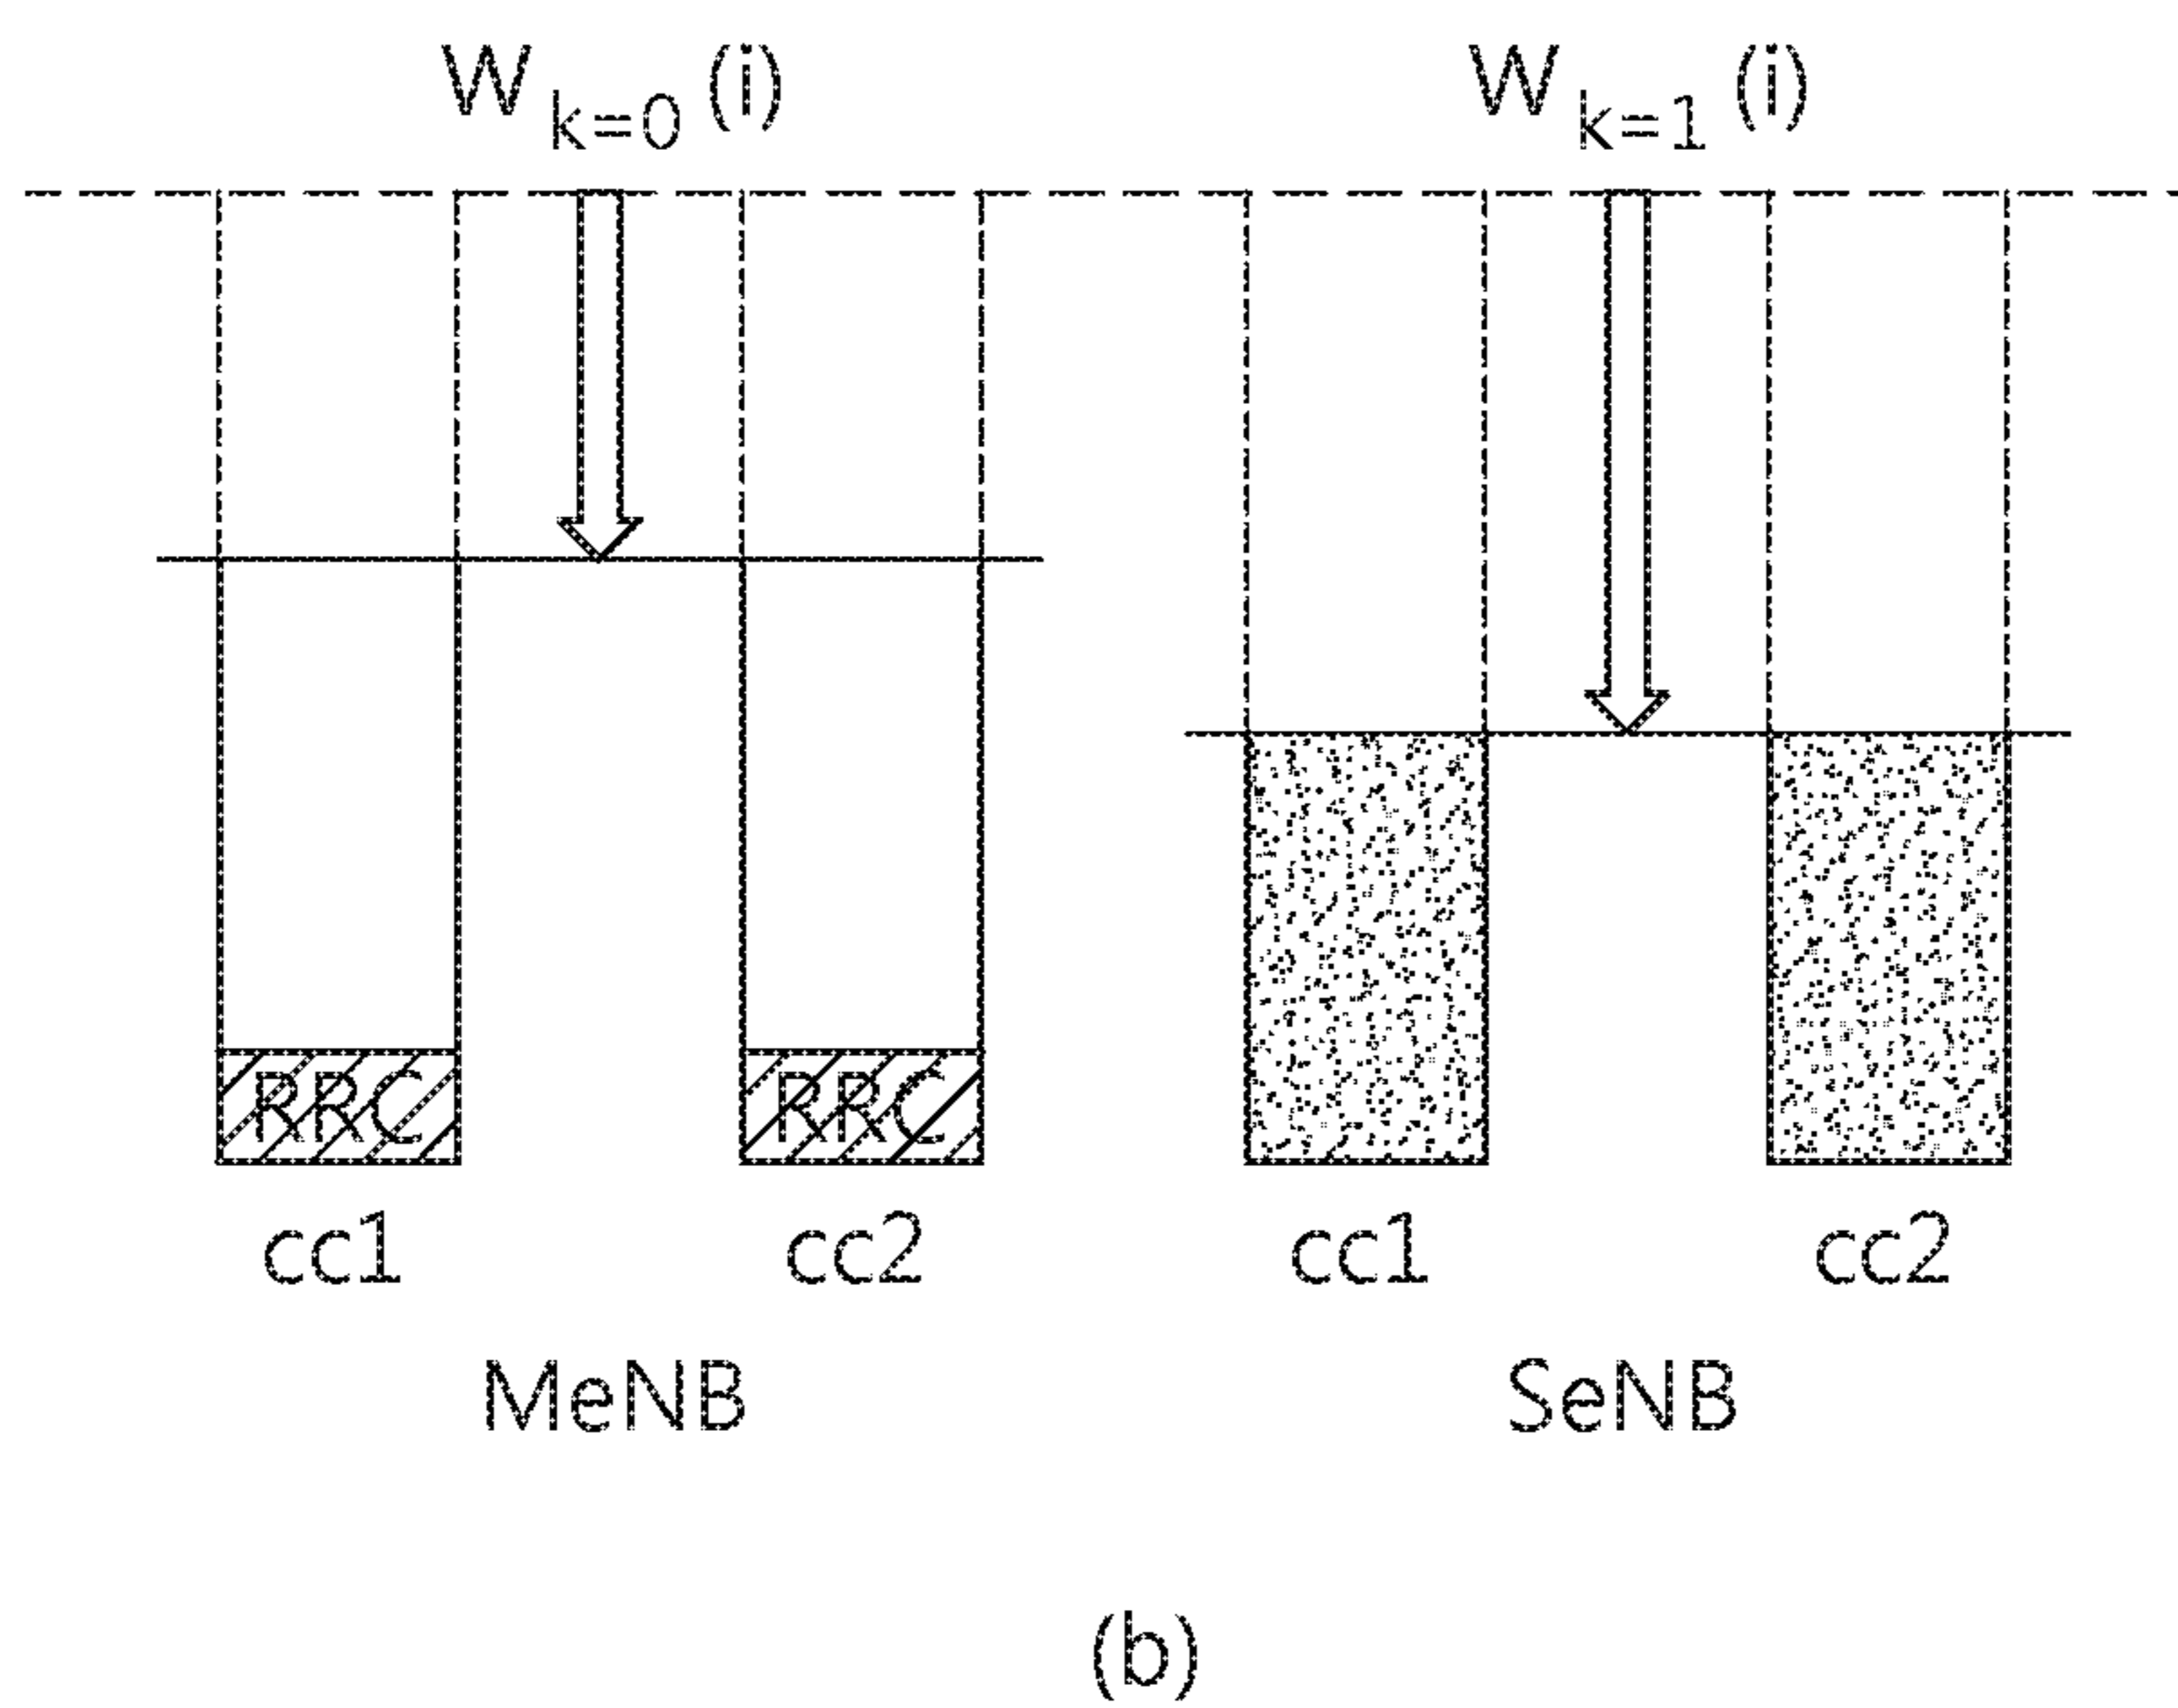 W k=0 (i) W k=1 (i)
RRC RRC
cc1 cc2 cc1 cc2
MeNB SeNB
(b)